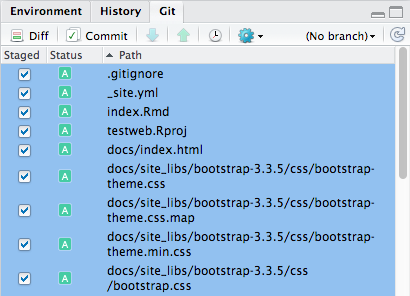 Environment History Git
Diff Commit (No branch)
Staged Status Path
A .gitignore
A _site.yml
A index.Rmd
A testweb.Rproj
A docs/index.html
A docs/site_libs/bootstrap-3.3.5/css/bootstrap-
theme.css
A docs/site_libs/bootstrap-3.3.5/css/bootstrap-
theme.css.map
A docs/site_libs/bootstrap-3.3.5/css/bootstrap-
theme.min.css
A docs/site_libs/bootstrap-3.3.5/css
/bootstrap.css